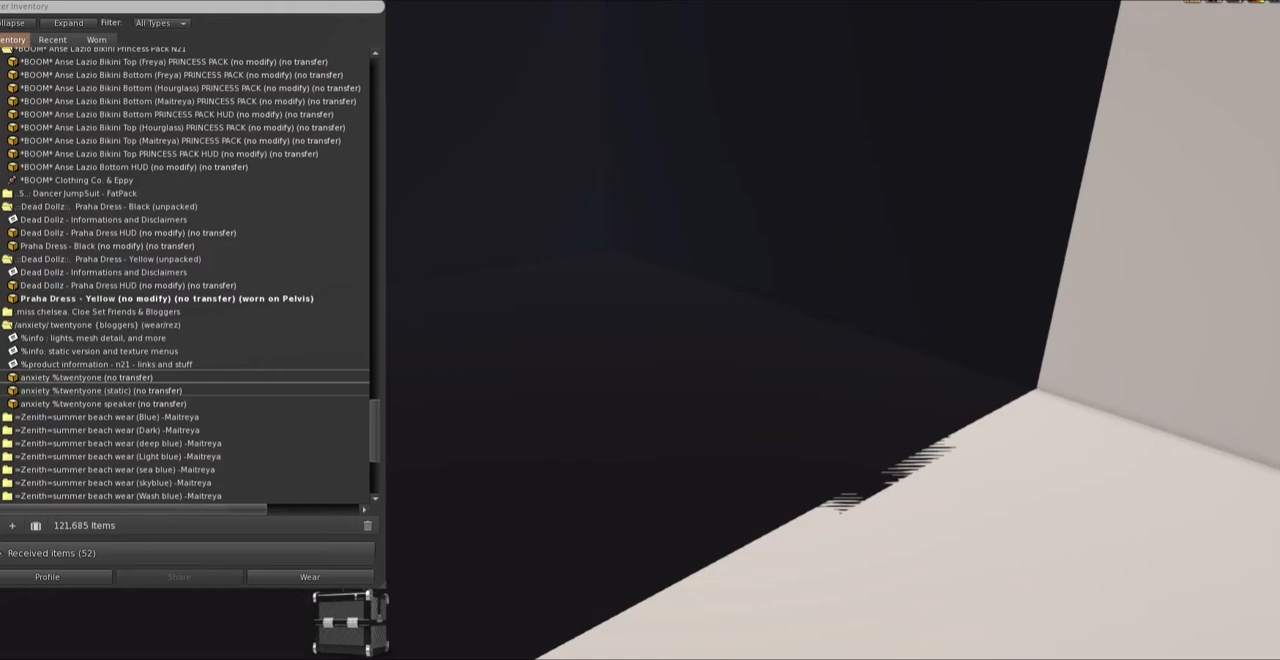 er Inventory
ollapse Expand Filter: All Types
entory Recent Worn
*BOOM* Anse Lazio Bikini Princess Pack N21
*BOOM* Anse Lazio Bikini Top (Freya) PRINCESS PACK (no modify) (no transfer)
*BOOM* Anse Lazio Bikini Bottom (Freya) PRINCESS PACK (no modify) (no transfer)
*BOOM* Anse Lazio Bikini Bottom (Hourglass) PRINCESS PACK (no modify) (no transfer)
*BOOM* Anse Lazio Bikini Bottom (Maitreya) PRINCESS PACK (no modify) (no transfer)
*BOOM* Anse Lazio Bikini Bottom PRINCESS PACK HUD (no modify) (no transfer)
*BOOM* Anse Lazio Bikini Top (Hourglass) PRINCESS PACK (no modify) (no transfer)
*BOOM* Anse Lazio Bikini Top (Maitreya) PRINCESS PACK (no modify) (no transfer)
*BOOM* Anse Lazio Bikini Top PRINCESS PACK HUD (no modify) (no transfer)
*BOOM* Anse Lazio Bottom HUD (no modify) (no transfer)
*BOOM* Clothing Co. & Eppy
.:S:.: Dancer JumpSuit - FatPack
.::Dead Dollz::. Praha Dress - Black (unpacked)
Dead Dollz - Informations and Disclaimers
Dead Dollz - Praha Dress HUD (no modify) (no transfer)
Praha Dress - Black (no modify) (no transfer)
.::Dead Dollz::. Praha Dress - Yellow (unpacked)
Dead Dollz - Informations and Disclaimers
Dead Dollz - Praha Dress HUD (no modify) (no transfer)
Praha Dress - Yellow (no modify) (no transfer) (worn on Pelvis)
.miss chelsea. Cloe Set Friends & Bloggers
/anxiety/ twentyone {bloggers} (wear/rez)
%info : lights, mesh detail, and more
%info. static version and texture menus
%product information - n21 - links and stuff
anxiety %twentyone (no transfer)
anxiety %twentyone (static) (no transfer)
anxiety %twentyone speaker (no transfer)
=Zenith=summer beach wear (Blue) -Maitreya
=Zenith=summer beach wear (Dark) -Maitreya
=Zenith=summer beach wear (deep blue) -Maitreya
=Zenith=summer beach wear (Light blue) -Maitreya
=Zenith=summer beach wear (sea blue) -Maitreya
=Zenith=summer beach wear (skyblue) -Maitreya
=Zenith=summer beach wear (Wash blue) -Maitreya
121,685 Items
Received items (52)
Profile Share Wear